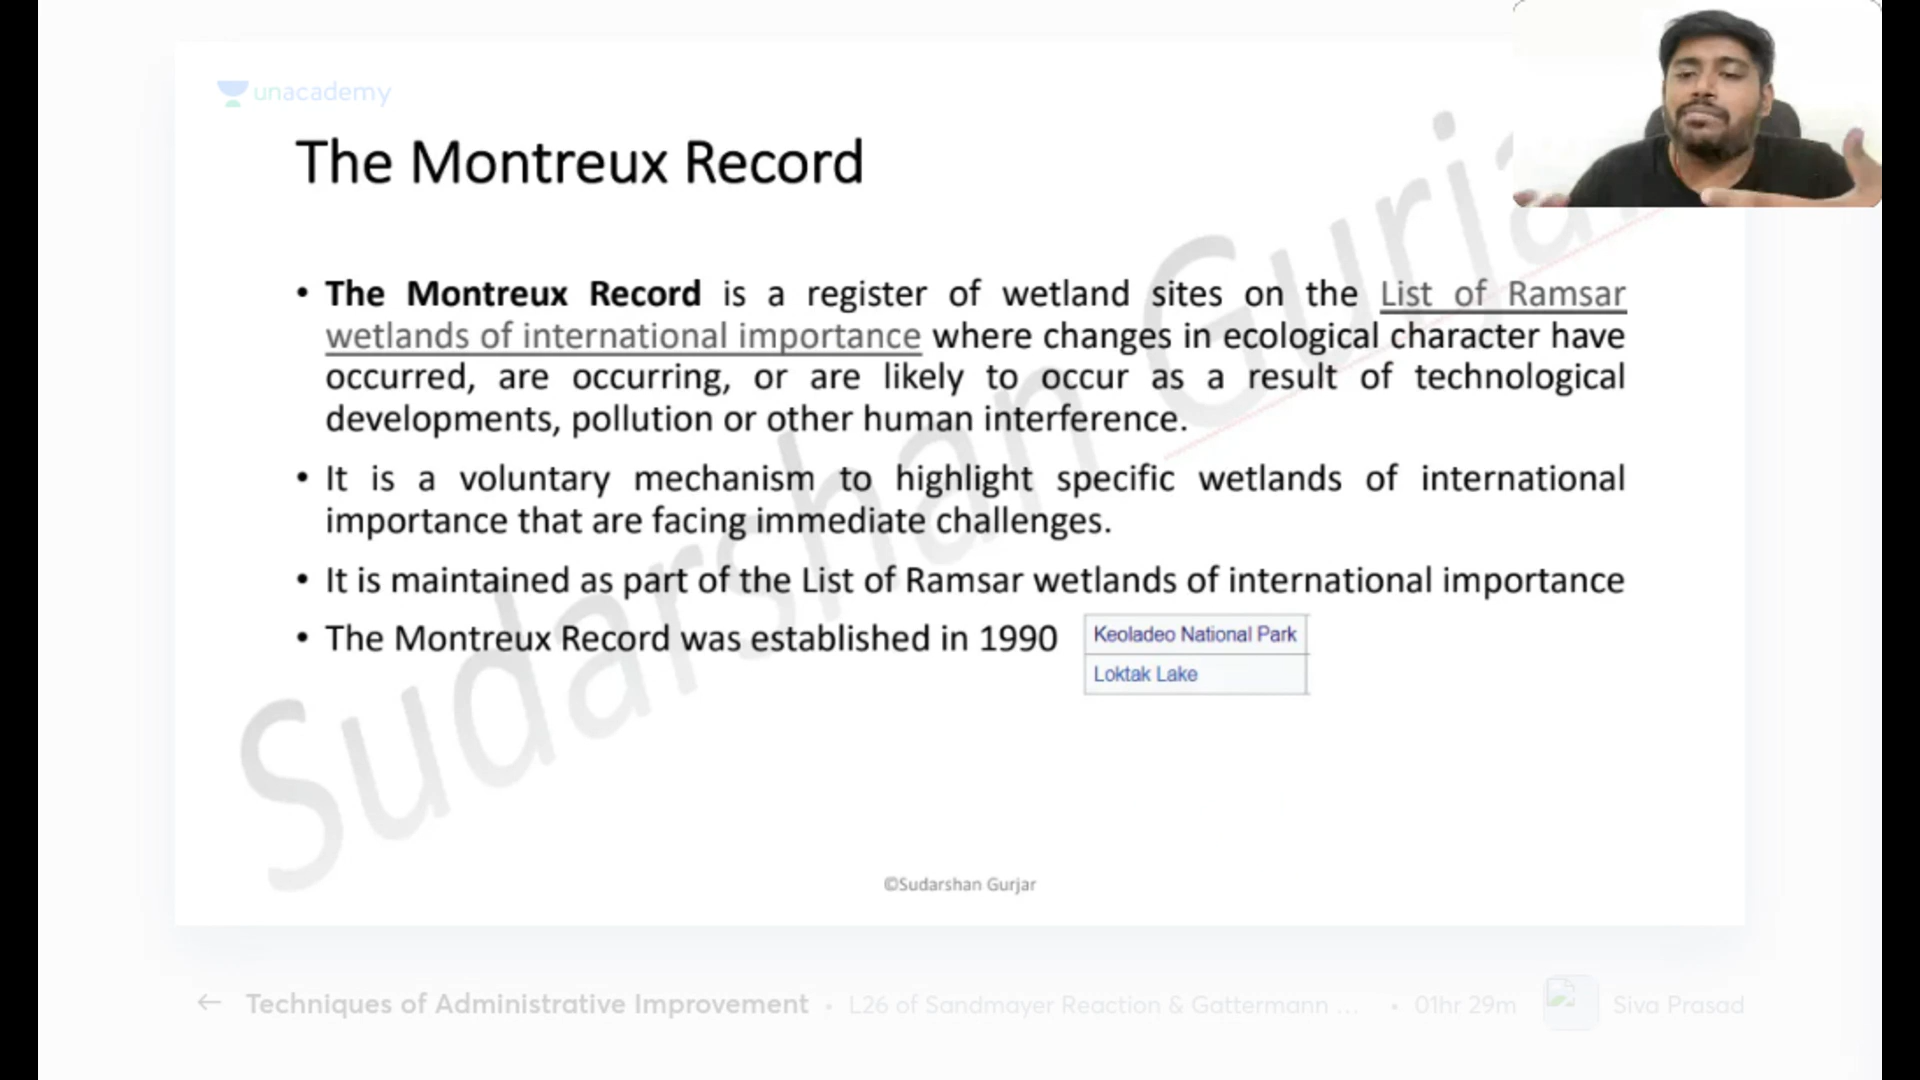 unacademy
The Montreux Record
• The Montreux Record is a register of wetland sites on the List of Ramsar
wetlands of international importance where changes in ecological character have
occurred, are occurring, or are likely to occur as a result of technological
developments, pollution or other human interference.
• It is a voluntary mechanism to highlight specific wetlands of international
importance that are facing immediate challenges.
• It is maintained as part of the List of Ramsar wetlands of international importance
• The Montreux Record was established in 1990
Keoladeo National Park
Loktak Lake
Sudarshan Gurjar
©Sudarshan Gurjar
← Techniques of Administrative Improvement • L26 of Sandmayer Reaction & Gattermann ... • 01hr 29m Siva Prasad